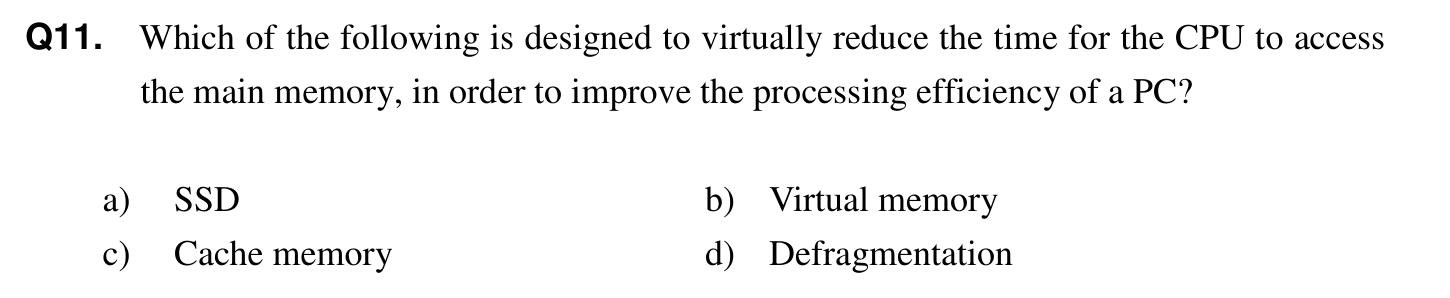 Q11. Which of the following is designed to virtually reduce the time for the CPU to access
the main memory, in order to improve the processing efficiency of a PC?
a) SSD b) Virtual memory
c) Cache memory d) Defragmentation